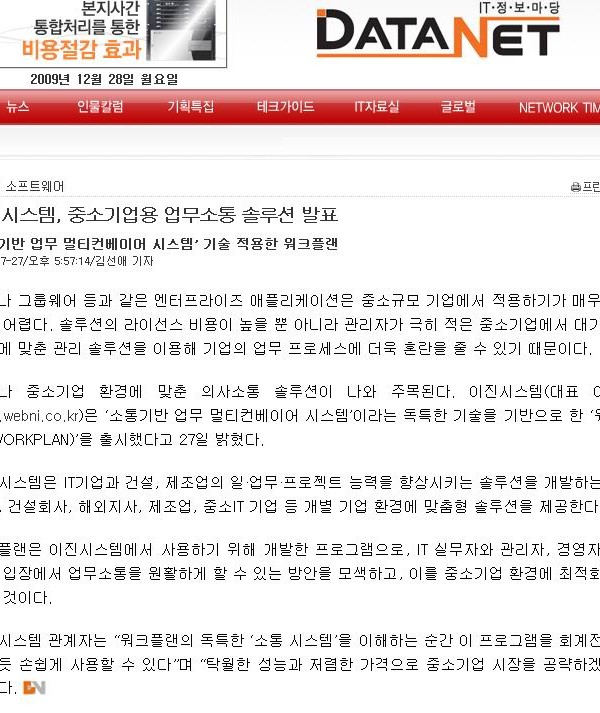 본지사간
통합처리를 통한
비용절감 효과
IT·정·보·마·당
DATANET
2009년 12월 28일 월요일
뉴스 인물칼럼 기획특집 테크가이드 IT자료실 글로벌 NETWORK TIM
소프트웨어 프린
시스템, 중소기업용 업무소통 솔루션 발표
기반 업무 멀티컨베이어 시스템’ 기술 적용한 워크플랜
7-27/오후 5:57:14/김선애 기자
나 그룹웨어 등과 같은 엔터프라이즈 애플리케이션은 중소규모 기업에서 적용하기가 매우
어렵다. 솔루션의 라이선스 비용이 높을 뿐 아니라 관리자가 극히 적은 중소기업에서 대기
에 맞춘 관리 솔루션을 이용해 기업의 업무 프로세스에 더욱 혼란을 줄 수 있기 때문이다.
나 중소기업 환경에 맞춘 의사소통 솔루션이 나와 주목된다. 이진시스템(대표 이
.webni.co.kr)은 ‘소통기반 업무 멀티컨베이어 시스템’이라는 독특한 기술을 기반으로 한 ‘워
WORKPLAN)’을 출시했다고 27일 밝혔다.
시스템은 IT기업과 건설, 제조업의 일·업무·프로젝트 능력을 향상시키는 솔루션을 개발하는
. 건설회사, 해외지사, 제조업, 중소IT 기업 등 개별 기업 환경에 맞춤형 솔루션을 제공한다
플랜은 이진시스템에서 사용하기 위해 개발한 프로그램으로, IT 실무자와 관리자, 경영자
입장에서 업무소통을 원활하게 할 수 있는 방안을 모색하고, 이를 중소기업 환경에 최적화
것이다.
시스템 관계자는 “워크플랜의 독특한 ‘소통 시스템’을 이해하는 순간 이 프로그램을 회계전
듯 손쉽게 사용할 수 있다”며 “탁월한 성능과 저렴한 가격으로 중소기업 시장을 공략하겠
다. DN